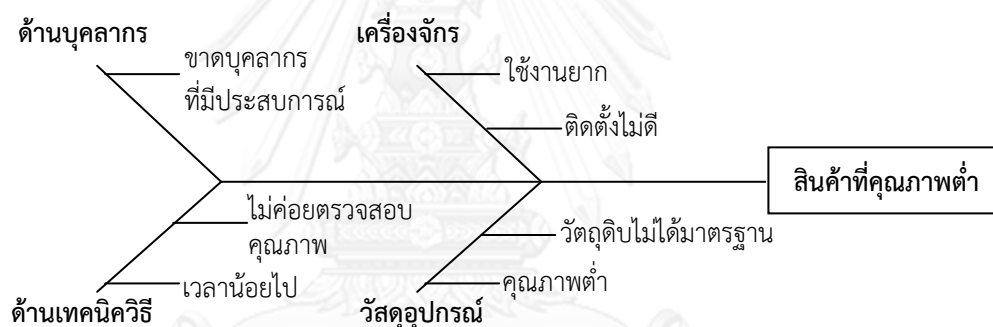 ด้านบุคลากร
เครื่องจักร
ขาดบุคลากร
ที่มีประสบการณ์
ใช้งานยาก
ติดตั้งไม่ดี
สินค้าที่คุณภาพต่ำ
ไม่ค่อยตรวจสอบ
คุณภาพ
วัตถุดิบไม่ได้มาตรฐาน
เวลาน้อยไป
คุณภาพต่ำ
ด้านเทคนิควิธี
วัสดุอุปกรณ์